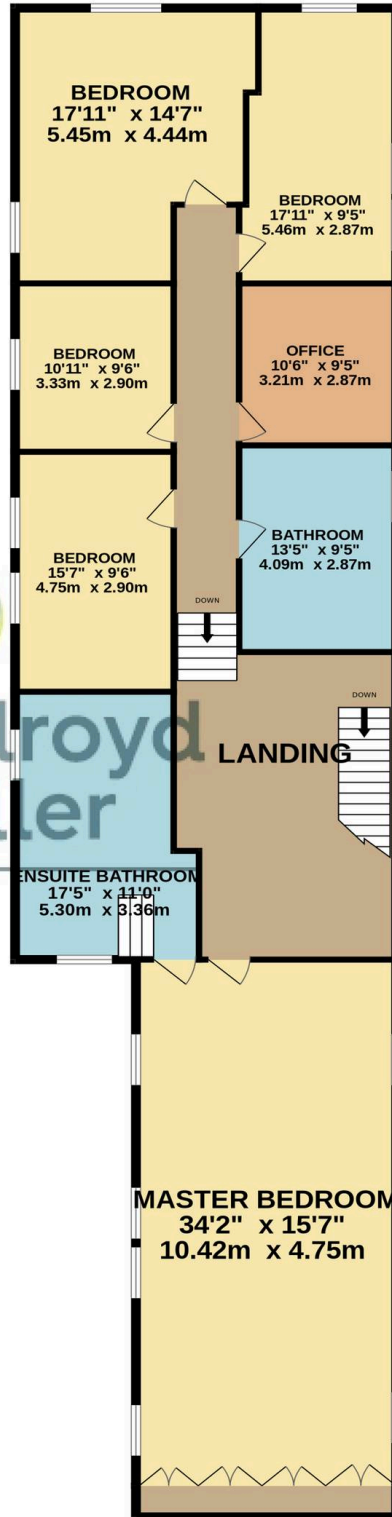 BEDROOM
17'11" x 14'7"
5.45m x 4.44m
BEDROOM
17'11" x 9'5"
5.46m x 2.87m
BEDROOM
10'11" x 9'6"
3.33m x 2.90m
OFFICE
10'6" x 9'5"
3.21m x 2.87m
BEDROOM
15'7" x 9'6"
4.75m x 2.90m
BATHROOM
13'5" x 9'5"
4.09m x 2.87m
DOWN
DOWN
LANDING
ENSUITE BATHROOM
17'5" x 11'0"
5.30m x 3.36m
MASTER BEDROOM
34'2" x 15'7"
10.42m x 4.75m